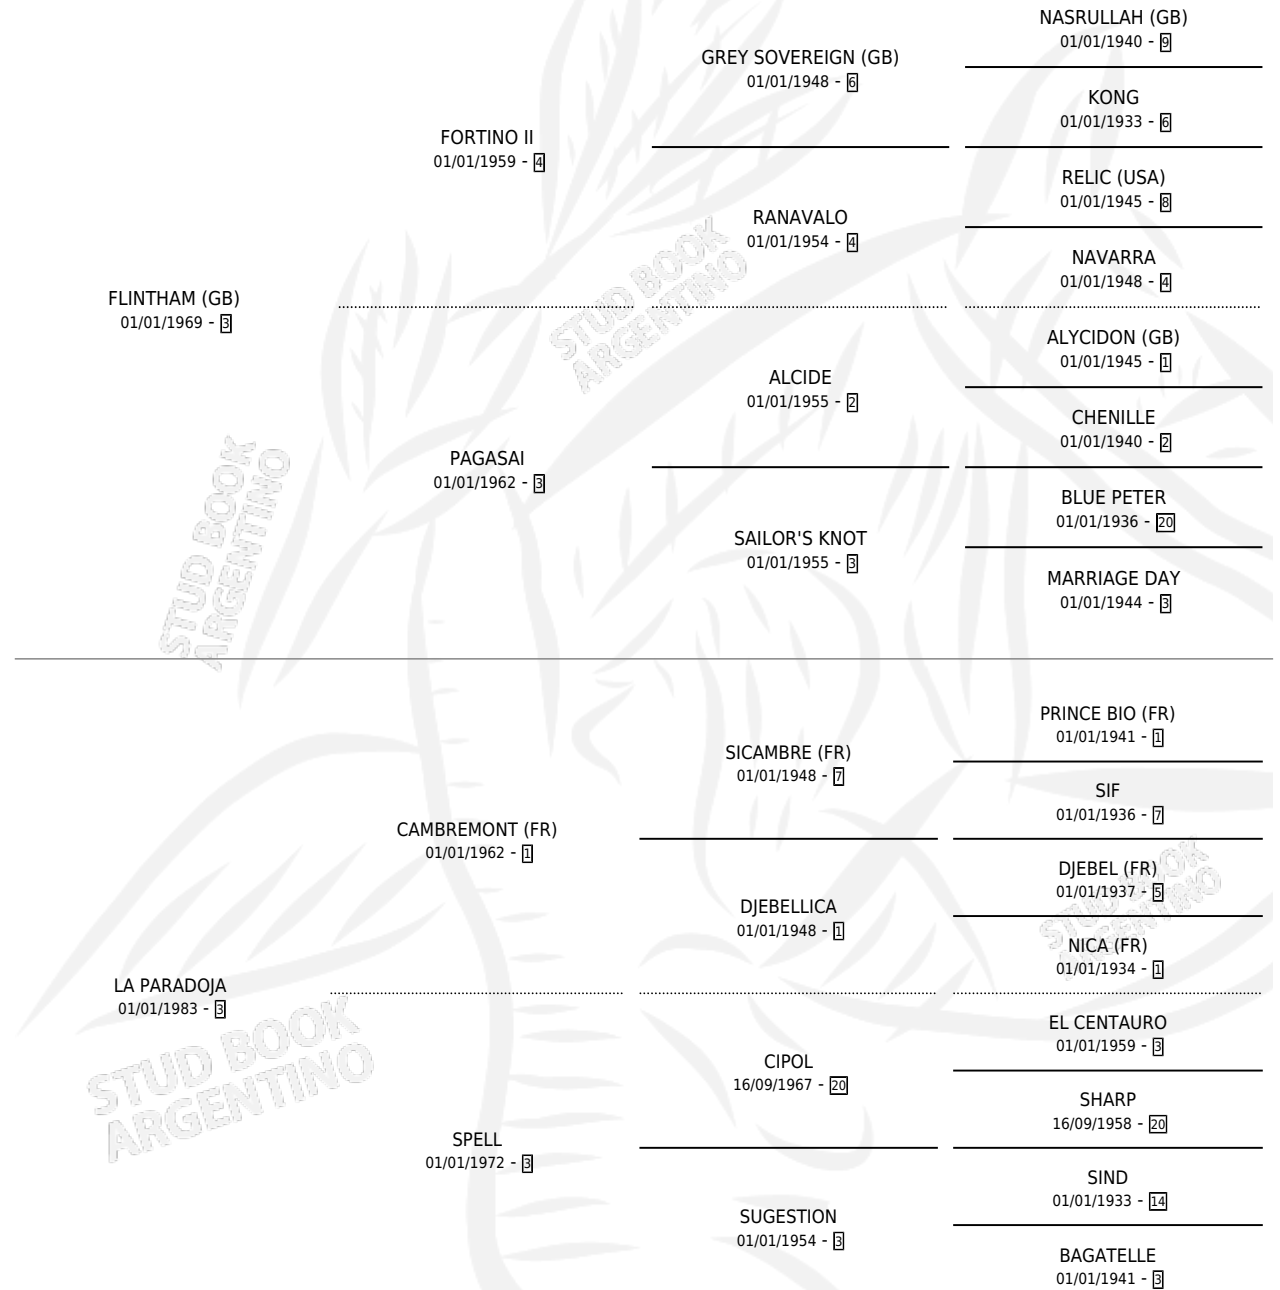 NASRULLAH (GB)
01/01/1940 - 9
GREY SOVEREIGN (GB)
01/01/1948 - 6
KONG
01/01/1933 - 6
FORTINO II
01/01/1959 - 4
RELIC (USA)
01/01/1945 - 8
RANAVALO
01/01/1954 - 4
NAVARRA
01/01/1948 - 4
FLINTHAM (GB)
01/01/1969 - 3
ALYCIDON (GB)
01/01/1945 - 1
ALCIDE
01/01/1955 - 2
CHENILLE
01/01/1940 - 2
PAGASAI
01/01/1962 - 3
BLUE PETER
01/01/1936 - 20
SAILOR'S KNOT
01/01/1955 - 3
MARRIAGE DAY
01/01/1944 - 3
STUD BOOK
ARGENTINO
STUD BOOK
ARGENTINO
PRINCE BIO (FR)
01/01/1941 - 1
SICAMBRE (FR)
01/01/1948 - 7
SIF
01/01/1936 - 7
CAMBREMONT (FR)
01/01/1962 - 1
DJEBEL (FR)
01/01/1937 - 5
DJEBELLICA
01/01/1948 - 1
NICA (FR)
01/01/1934 - 1
LA PARADOJA
01/01/1983 - 3
EL CENTAURO
01/01/1959 - 3
CIPOL
16/09/1967 - 20
SHARP
16/09/1958 - 20
SPELL
01/01/1972 - 3
SIND
01/01/1933 - 14
SUGESTION
01/01/1954 - 3
BAGATELLE
01/01/1941 - 3
STUD BOOK
ARGENTINO
STUD BOOK
ARGENTINO